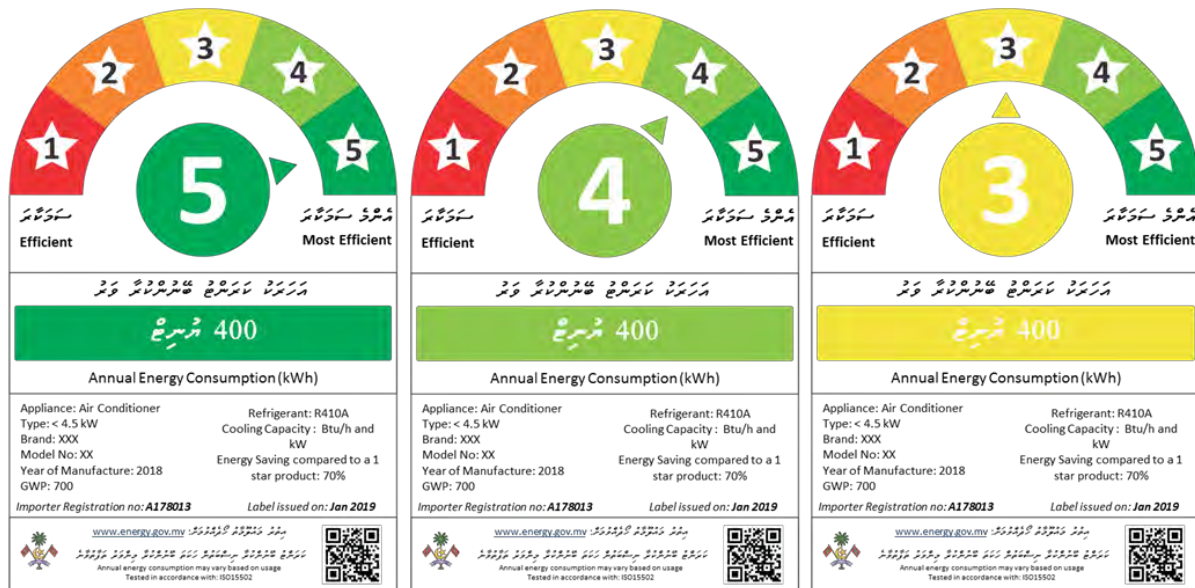 1
2
3
4
5
5
ސަމަކާރަ
Efficient
އެންމެ ސަމަކާރަ
Most Efficient
އަހަރަކު ކަރަންޓު ބޭނުންކުރާ ވަރު
400 ޔުނިޓް
Annual Energy Consumption (kWh)
Appliance: Air Conditioner
Type: < 4.5 kW
Brand: XXX
Model No: XX
Year of Manufacture: 2018
GWP: 700
Refrigerant: R410A
Cooling Capacity : Btu/h and
kW
Energy Saving compared to a 1
star product: 70%
Importer Registration no: A178013
Label issued on: Jan 2019
އިތުރު މަޢުލޫމާތު ހޯދެއްވުމަށް: www.energy.gov.mv
ކަރަންޓު ބޭނުންކުރާ ނިސްބަތުން ހަކަތަ ބޭނުންކުރާ މިންވަރު ތަފާތުވާނެ
Annual energy consumption may vary based on usage
Tested in accordance with: ISO15502
1
2
3
4
5
4
ސަމަކާރަ
Efficient
އެންމެ ސަމަކާރަ
Most Efficient
އަހަރަކު ކަރަންޓު ބޭނުންކުރާ ވަރު
400 ޔުނިޓް
Annual Energy Consumption (kWh)
Appliance: Air Conditioner
Type: < 4.5 kW
Brand: XXX
Model No: XX
Year of Manufacture: 2018
GWP: 700
Refrigerant: R410A
Cooling Capacity : Btu/h and
kW
Energy Saving compared to a 1
star product: 70%
Importer Registration no: A178013
Label issued on: Jan 2019
އިތުރު މަޢުލޫމާތު ހޯދެއްވުމަށް: www.energy.gov.mv
ކަރަންޓު ބޭނުންކުރާ ނިސްބަތުން ހަކަތަ ބޭނުންކުރާ މިންވަރު ތަފާތުވާނެ
Annual energy consumption may vary based on usage
Tested in accordance with: ISO15502
1
2
3
4
5
3
ސަމަކާރަ
Efficient
އެންމެ ސަމަކާރަ
Most Efficient
އަހަރަކު ކަރަންޓު ބޭނުންކުރާ ވަރު
400 ޔުނިޓް
Annual Energy Consumption (kWh)
Appliance: Air Conditioner
Type: < 4.5 kW
Brand: XXX
Model No: XX
Year of Manufacture: 2018
GWP: 700
Refrigerant: R410A
Cooling Capacity : Btu/h and
kW
Energy Saving compared to a 1
star product: 70%
Importer Registration no: A178013
Label issued on: Jan 2019
އިތުރު މަޢުލޫމާތު ހޯދެއްވުމަށް: www.energy.gov.mv
ކަރަންޓު ބޭނުންކުރާ ނިސްބަތުން ހަކަތަ ބޭނުންކުރާ މިންވަރު ތަފާތުވާނެ
Annual energy consumption may vary based on usage
Tested in accordance with: ISO15502